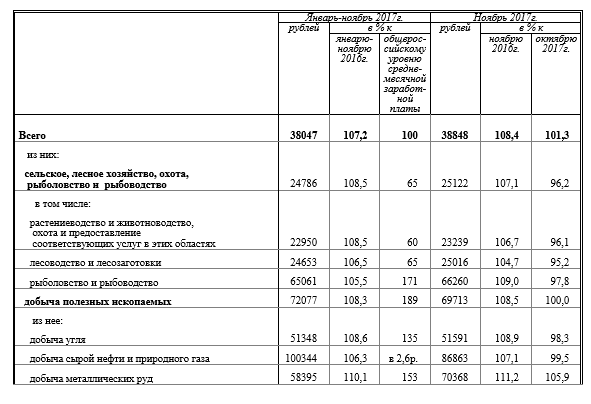 Январь-ноябрь 2017г. Ноябрь 2017г.
рублей в % к рублей в % к
январю-ноябрю 2016г. общерос-сийскому уровню средне-месячной заработ-ной платы ноябрю 2016г. октябрю 2017г.
Всего 38047 107,2 100 38848 108,4 101,3
из них:
сельское, лесное хозяйство, охота,
рыболовство и рыбоводство 24786 108,5 65 25122 107,1 96,2
в том числе:
растениеводство и животноводство,
охота и предоставление
соответствующих услуг в этих областях 22950 108,5 60 23239 106,7 96,1
лесоводство и лесозаготовки 24653 106,5 65 25016 104,7 95,2
рыболовство и рыбоводство 65061 105,5 171 66260 109,0 97,8
добыча полезных ископаемых 72077 108,3 189 69713 108,5 100,0
из нее:
добыча угля 51348 108,6 135 51591 108,9 98,3
добыча сырой нефти и природного газа 100344 106,3 в 2,6р. 86863 107,1 99,5
добыча металлических руд 58395 110,1 153 70368 111,2 105,9